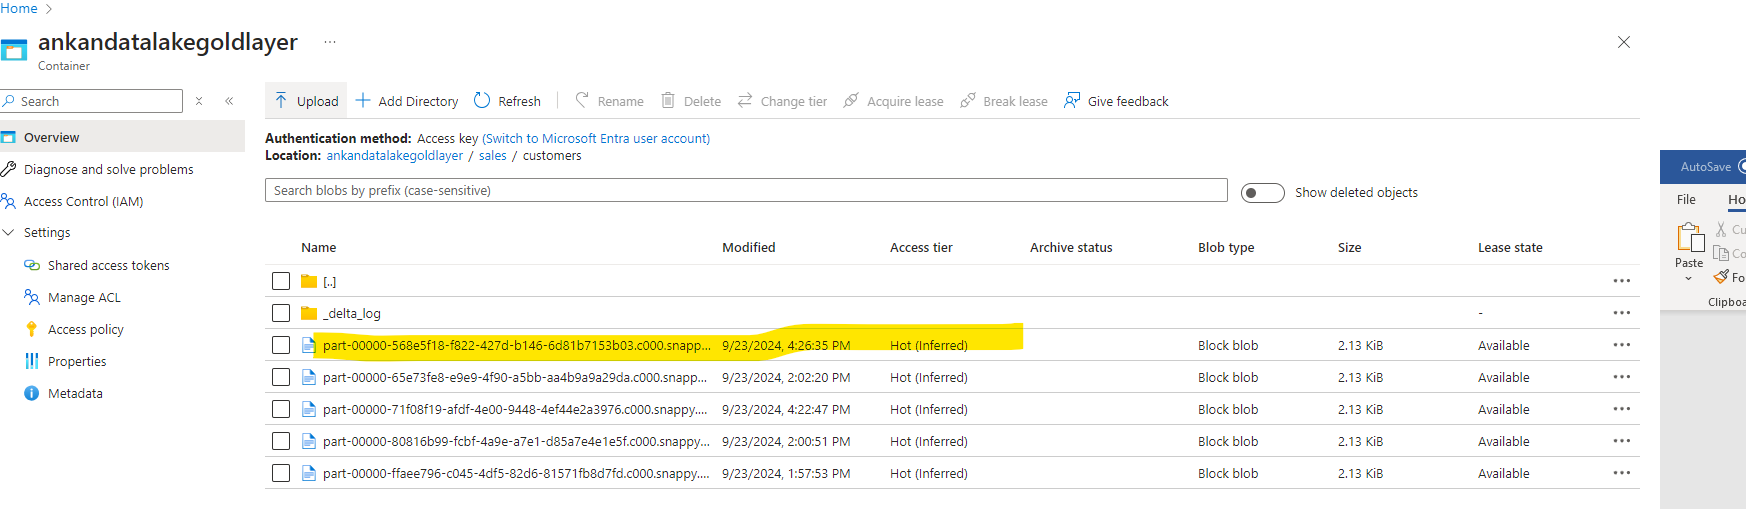 Home
ankandatalakegoldlayer ...
Container
Search
Overview
Diagnose and solve problems
Access Control (IAM)
Settings
Shared access tokens
Manage ACL
Access policy
Properties
Metadata
Upload Add Directory Refresh Rename Delete Change tier Acquire lease Break lease Give feedback
Authentication method: Access key (Switch to Microsoft Entra user account)
Location: ankandatalakegoldlayer / sales / customers
Search blobs by prefix (case-sensitive)
Show deleted objects
Name Modified Access tier Archive status Blob type Size Lease state
[..]
_delta_log -
part-00000-568e5f18-f822-427d-b146-6d81b7153b03.c000.snapp... 9/23/2024, 4:26:35 PM Hot (Inferred) Block blob 2.13 KiB Available
part-00000-65e73fe8-e9e9-4f90-a5bb-aa4b9a9a29da.c000.snapp... 9/23/2024, 2:02:20 PM Hot (Inferred) Block blob 2.13 KiB Available
part-00000-71f08f19-afdf-4e00-9448-4ef44e2a3976.c000.snappy.... 9/23/2024, 4:22:47 PM Hot (Inferred) Block blob 2.13 KiB Available
part-00000-80816b99-fcbf-4a9e-a7e1-d85a7e4e1e5f.c000.snappy... 9/23/2024, 2:00:51 PM Hot (Inferred) Block blob 2.13 KiB Available
part-00000-ffaee796-c045-4df5-82d6-81571fb8d7fd.c000.snappy.... 9/23/2024, 1:57:53 PM Hot (Inferred) Block blob 2.13 KiB Available
AutoSave
File Ho
Cu
Paste
Co
Fo
Clipboa